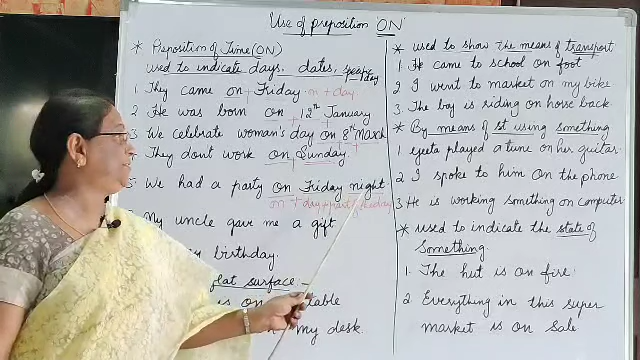 Use of preposition ON
* Preposition of Time (ON)
used to indicate days, dates, special day
1. They came on + Friday. on + day
2. He was born on + 12th January
3 We celebrate woman's day on 8th March
They don't work on Sunday.
We had a party on Friday night
on + day + part of the day
My uncle gave me a gift
birthday.
flat surface :-
is on table
my desk.
* used to show the means of transport
1. He came to school on foot
2 I went to market on my bike
3. The boy is riding on horse back
* By means of st using something
1. Geeta played a tune on her guitar.
2 I spoke to him on the phone
3 He is working something on computer
* used to indicate the state of
Something.
1. The hut is on fire.
2. Everything in this super
market is on Sale